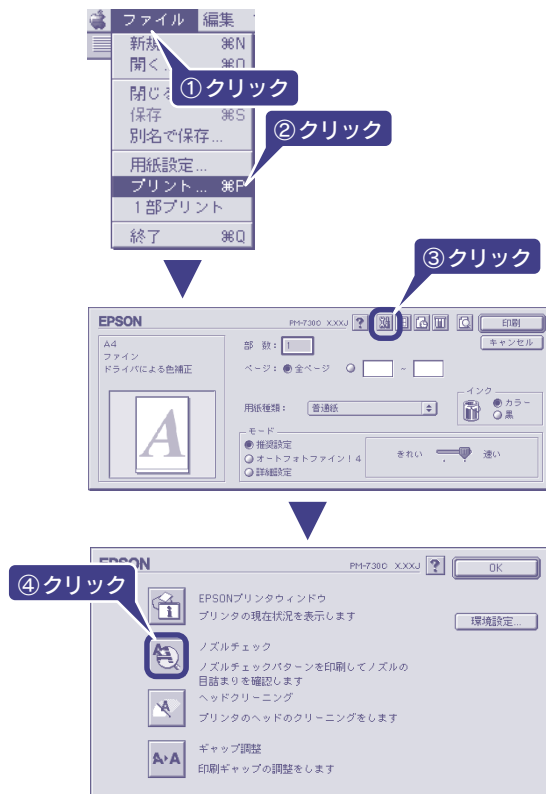 ファイル 編集
新規 ⌘N
開く...
①クリック
閉じる
保存 ⌘S
別名で保存...
②クリック
用紙設定...
プリント... ⌘P
1部プリント
終了 ⌘Q
③クリック
EPSON PM-730C X.XXJ ? 印刷
キャンセル
A4
ファイン
ドライバによる色補正
A
部 数: 1
ページ: 全ページ ~
用紙種類: 普通紙
インク
カラー
黒
モード
推奨設定
オートフォトファイン!4
詳細設定
きれい 速い
EPSON PM-730C X.XXJ ? OK
④クリック
EPSONプリンタウィンドウ
プリンタの現在状況を表示します
環境設定...
ノズルチェック
ノズルチェックパターンを印刷してノズルの
目詰まりを確認します
ヘッドクリーニング
プリンタのヘッドのクリーニングをします
ギャップ調整
印刷ギャップの調整をします
A▸A